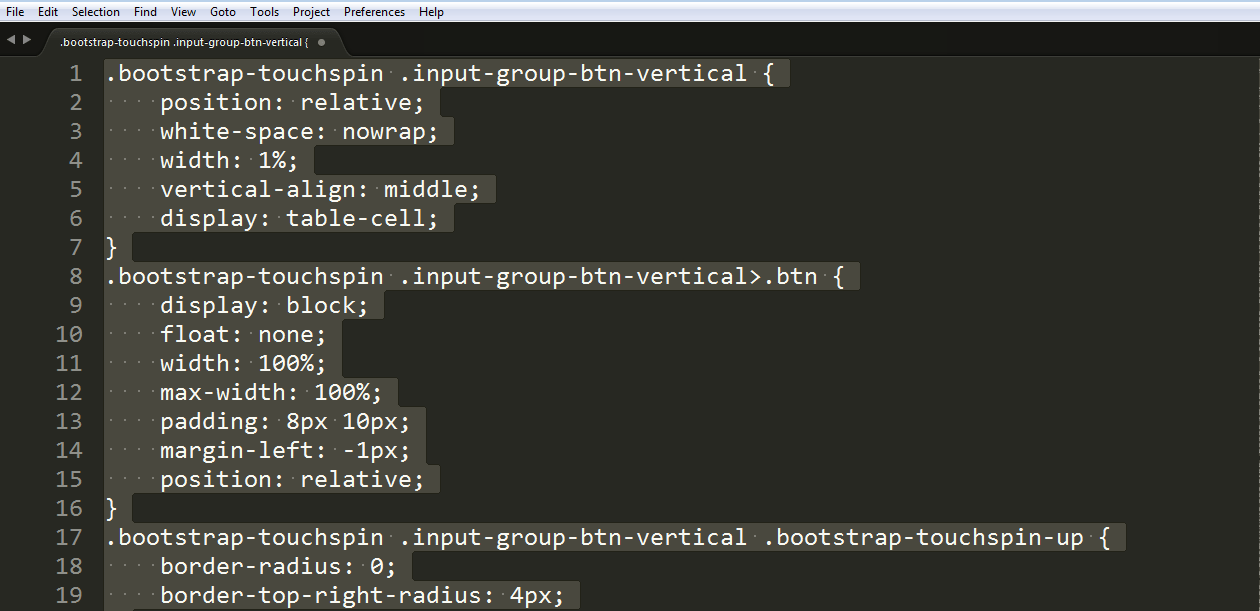 File Edit Selection Find View Goto Tools Project Preferences Help
.bootstrap-touchspin .input-group-btn-vertical {
1 .bootstrap-touchspin .input-group-btn-vertical {
2 position: relative;
3 white-space: nowrap;
4 width: 1%;
5 vertical-align: middle;
6 display: table-cell;
7 }
8 .bootstrap-touchspin .input-group-btn-vertical>.btn {
9 display: block;
10 float: none;
11 width: 100%;
12 max-width: 100%;
13 padding: 8px 10px;
14 margin-left: -1px;
15 position: relative;
16 }
17 .bootstrap-touchspin .input-group-btn-vertical .bootstrap-touchspin-up {
18 border-radius: 0;
19 border-top-right-radius: 4px;